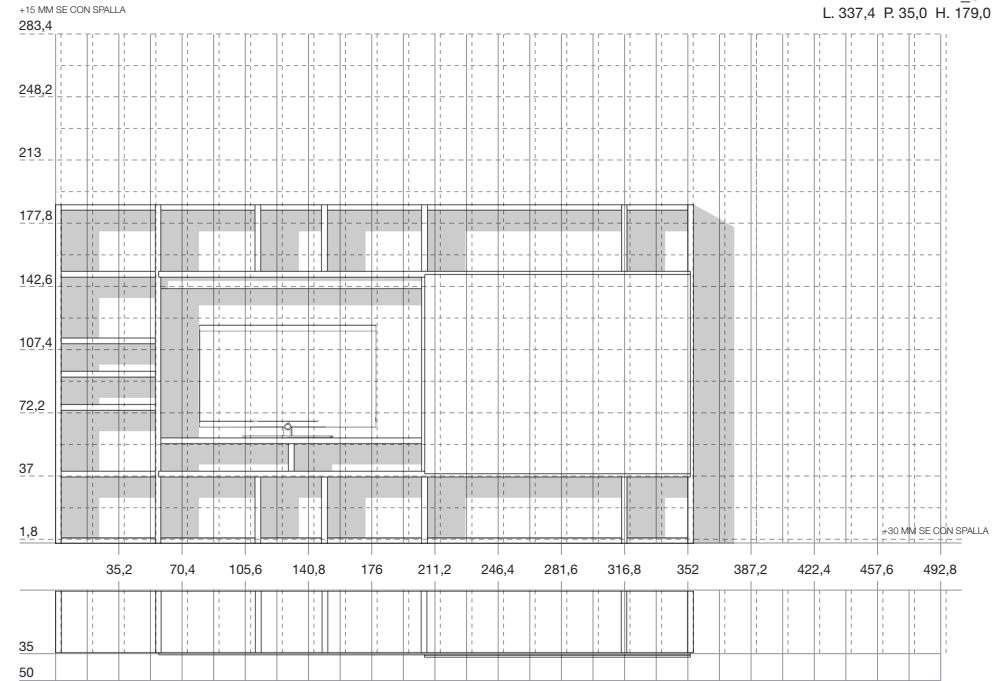 +15 MM SE CON SPALLA
L. 337,4 P. 35,0 H. 179,0
283,4
248,2
213
177,8
142,6
107,4
72,2
37
1,8
+30 MM SE CON SPALLA
35,2 70,4 105,6 140,8 176 211,2 246,4 281,6 316,8 352 387,2 422,4 457,6 492,8
35
50